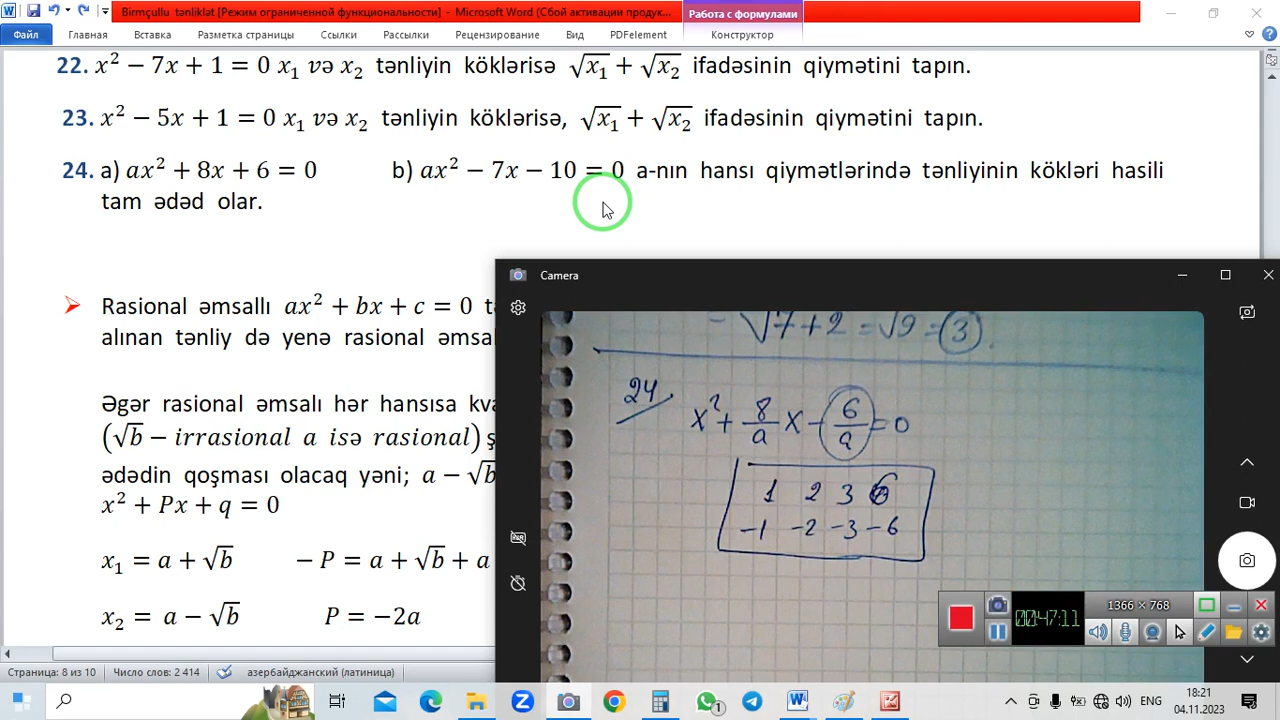 Birmçullu tənliklət [Режим ограниченной функциональности] - Microsoft Word (Сбой активации продук...
Работа с формулами
Файл Главная Вставка Разметка страницы Ссылки Рассылки Рецензирование Вид PDFelement Конструктор
22. x² − 7x + 1 = 0 x₁ və x₂ tənliyin köklərisə √x₁ + √x₂ ifadəsinin qiymətini tapın.
23. x² − 5x + 1 = 0 x₁ və x₂ tənliyin köklərisə, √x₁ + √x₂ ifadəsinin qiymətini tapın.
24. a) ax² + 8x + 6 = 0 b) ax² − 7x − 10 = 0 a-nın hansı qiymətlərində tənliyinin kökləri hasili
tam ədəd olar.
Rasional əmsallı ax² + bx + c = 0 tə
alınan tənliy də yenə rasional əmsal
Əgər rasional əmsalı hər hansısa kva
(√b − irrasional a isə rasional) ş
ədədin qoşması olacaq yəni; a − √b
x² + Px + q = 0
x₁ = a + √b − P = a + √b + a
x₂ = a − √b P = −2a
Camera
= √7+2 = √9 = 3.
24
x² + 8/a x − 6/a = 0
1 2 3 6
−1 −2 −3 −6
1366 × 768
00:47:11
Страница: 8 из 10 Число слов: 2 414 азербайджанский (латиница)
1
ENG
18:21
04.11.2023